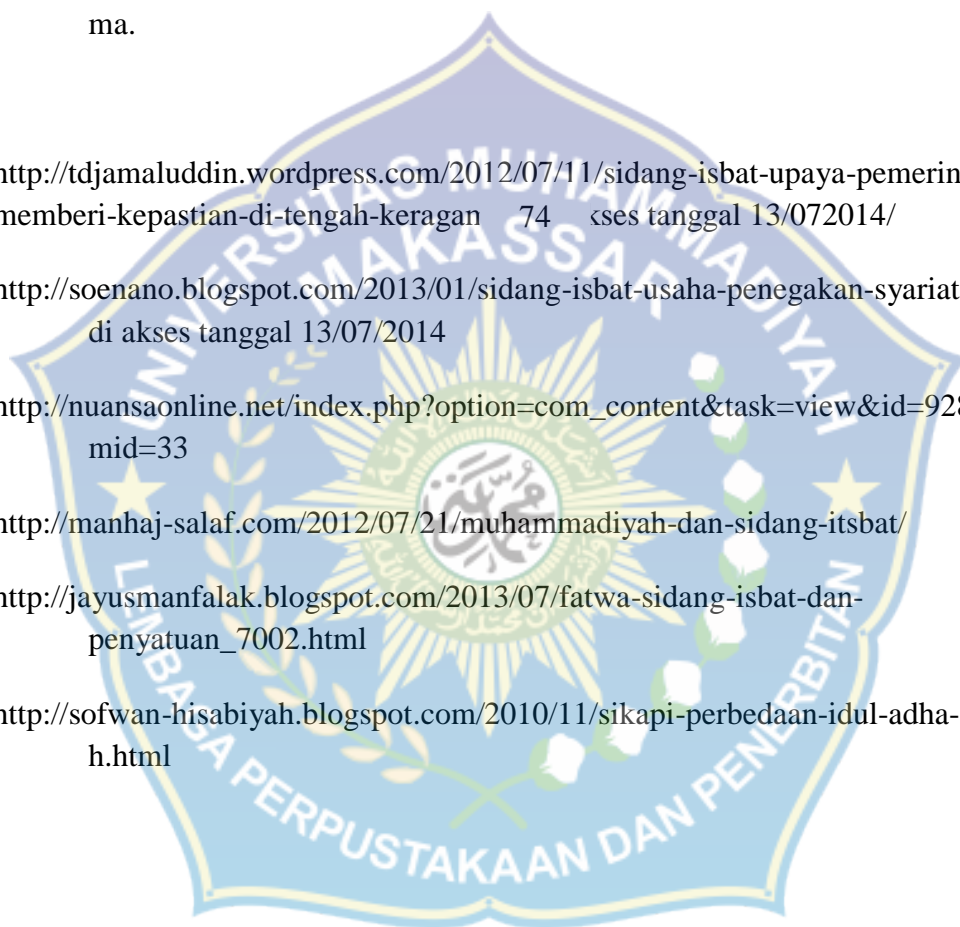 ma.
http://tdjamaluddin.wordpress.com/2012/07/11/sidang-isbat-upaya-pemerin
memberi-kepastian-di-tengah-keragan 74 kses tanggal 13/072014/
http://soenano.blogspot.com/2013/01/sidang-isbat-usaha-penegakan-syariat
di akses tanggal 13/07/2014
http://nuansaonline.net/index.php?option=com_content&task=view&id=928
mid=33
http://manhaj-salaf.com/2012/07/21/muhammadiyah-dan-sidang-itsbat/
http://jayusmanfalak.blogspot.com/2013/07/fatwa-sidang-isbat-dan-
penyatuan_7002.html
http://sofwan-hisabiyah.blogspot.com/2010/11/sikapi-perbedaan-idul-adha-
h.html
UNIVERSITAS MUHAMMADIYAH
MAKASSAR
LEMBAGA PERPUSTAKAAN DAN PENERBITAN